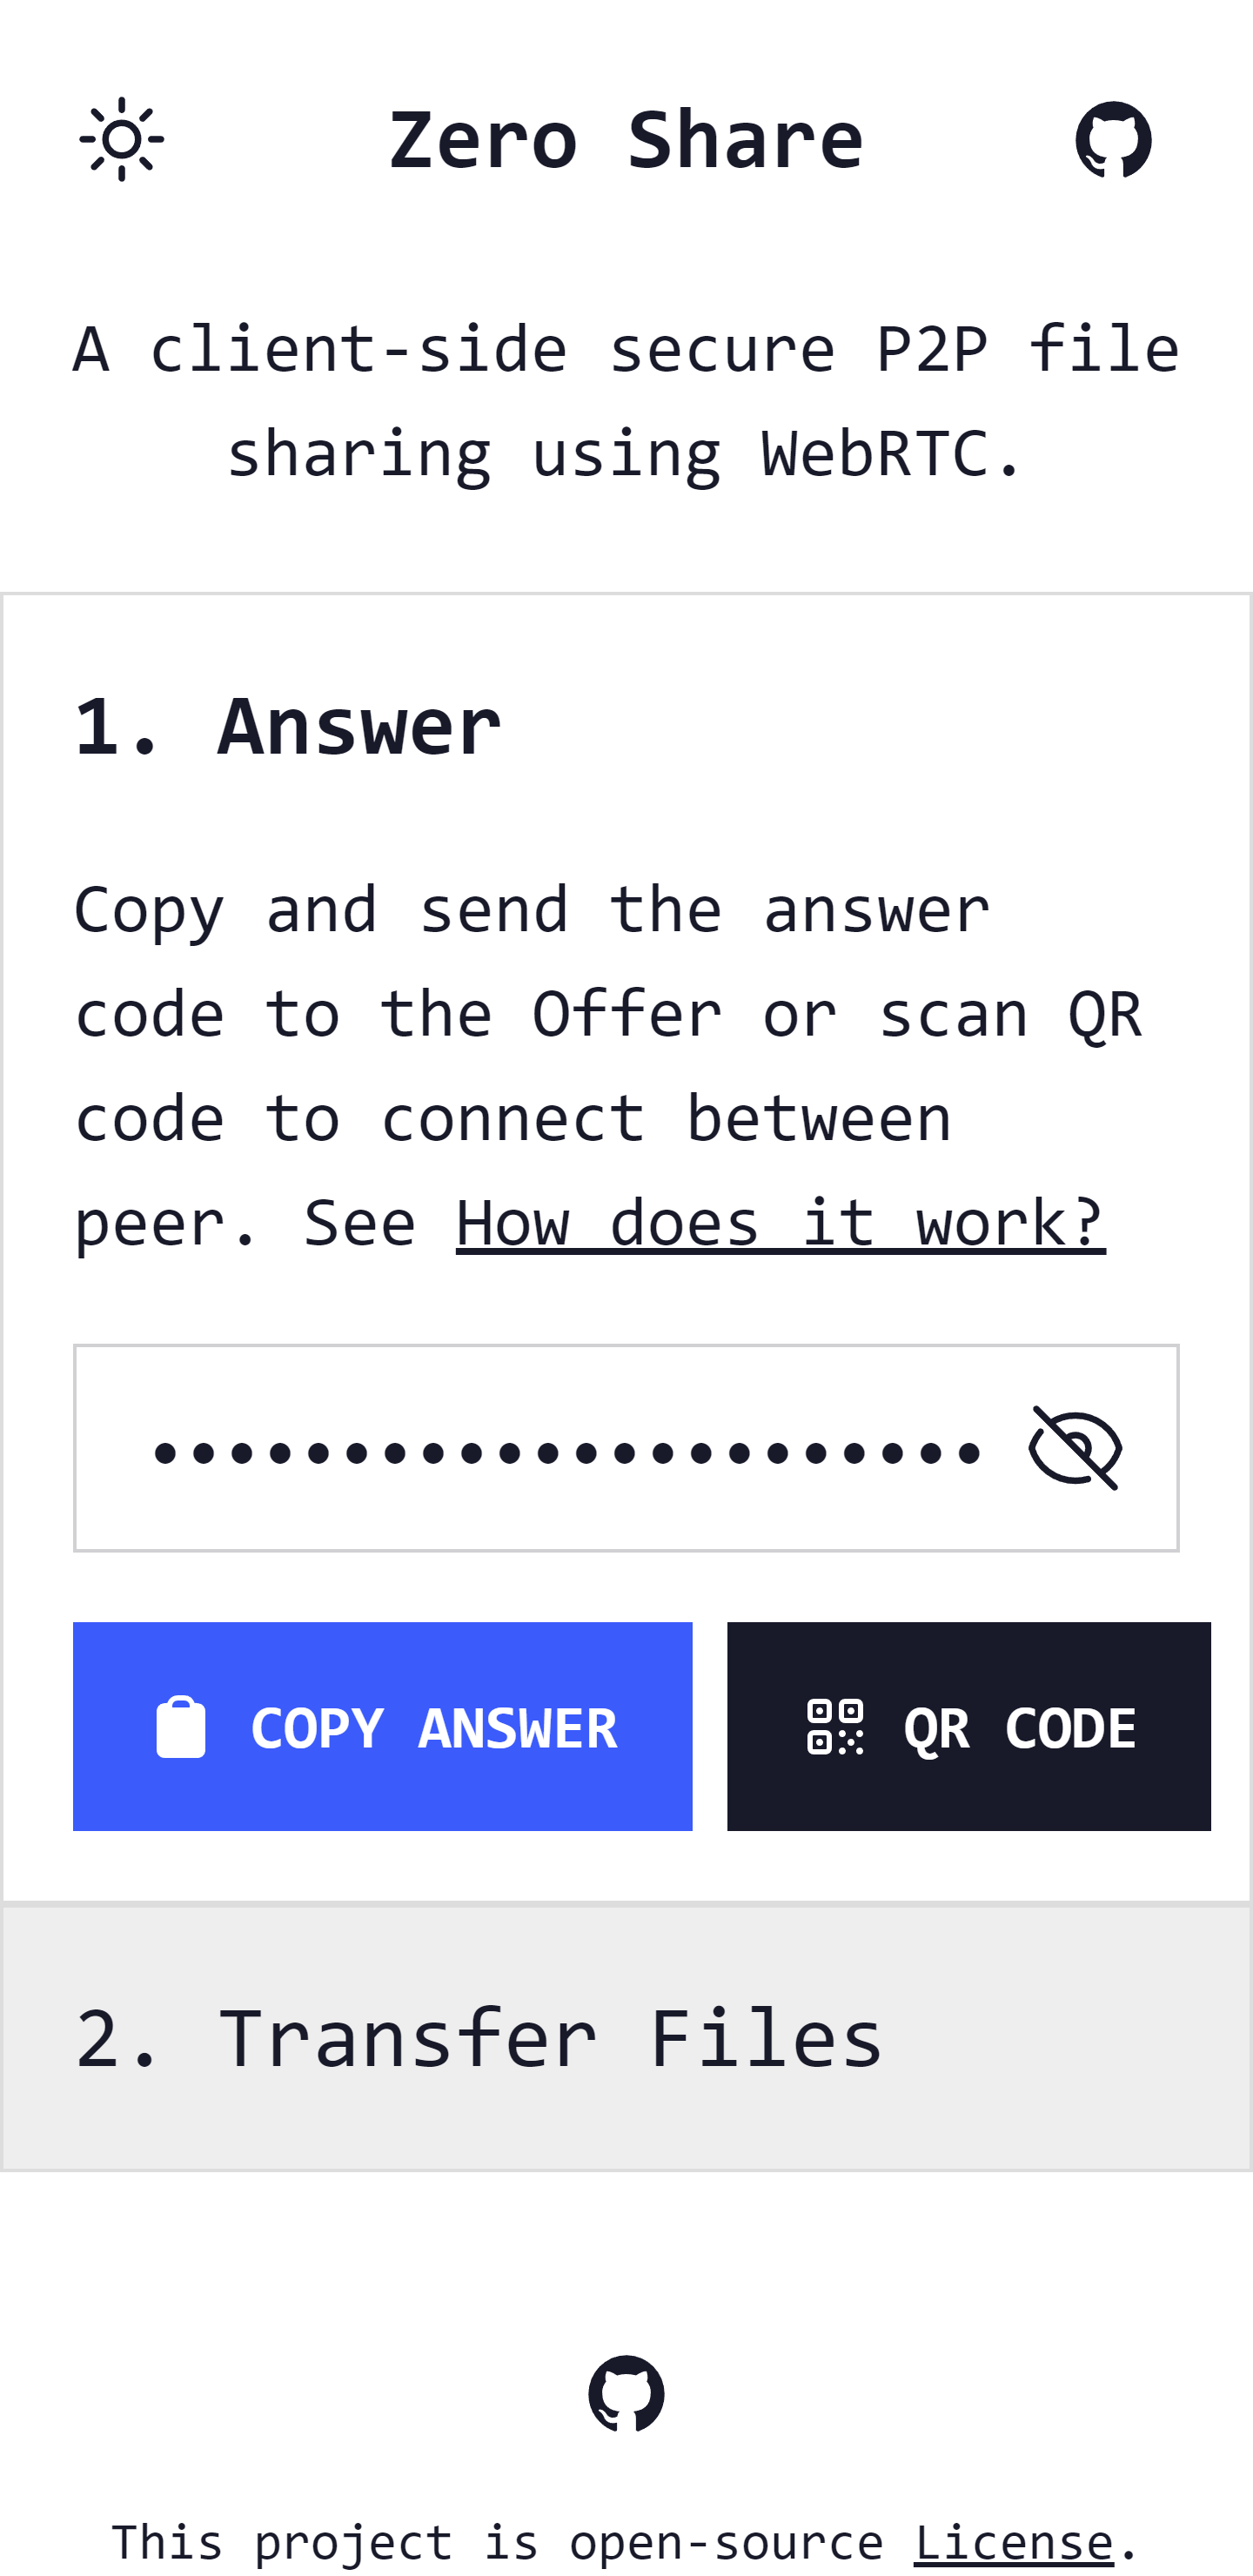 Zero Share
A client-side secure P2P file
sharing using WebRTC.
1. Answer
Copy and send the answer
code to the Offer or scan QR
code to connect between
peer. See How does it work?
••••••••••••••••••••••
COPY ANSWER
QR CODE
2. Transfer Files
This project is open-source License.